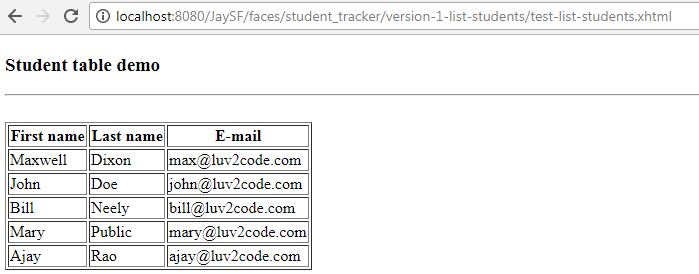 localhost:8080/JaySF/faces/student_tracker/version-1-list-students/test-list-students.xhtml
Student table demo
First name Last name E-mail
Maxwell Dixon max@luv2code.com
John Doe john@luv2code.com
Bill Neely bill@luv2code.com
Mary Public mary@luv2code.com
Ajay Rao ajay@luv2code.com